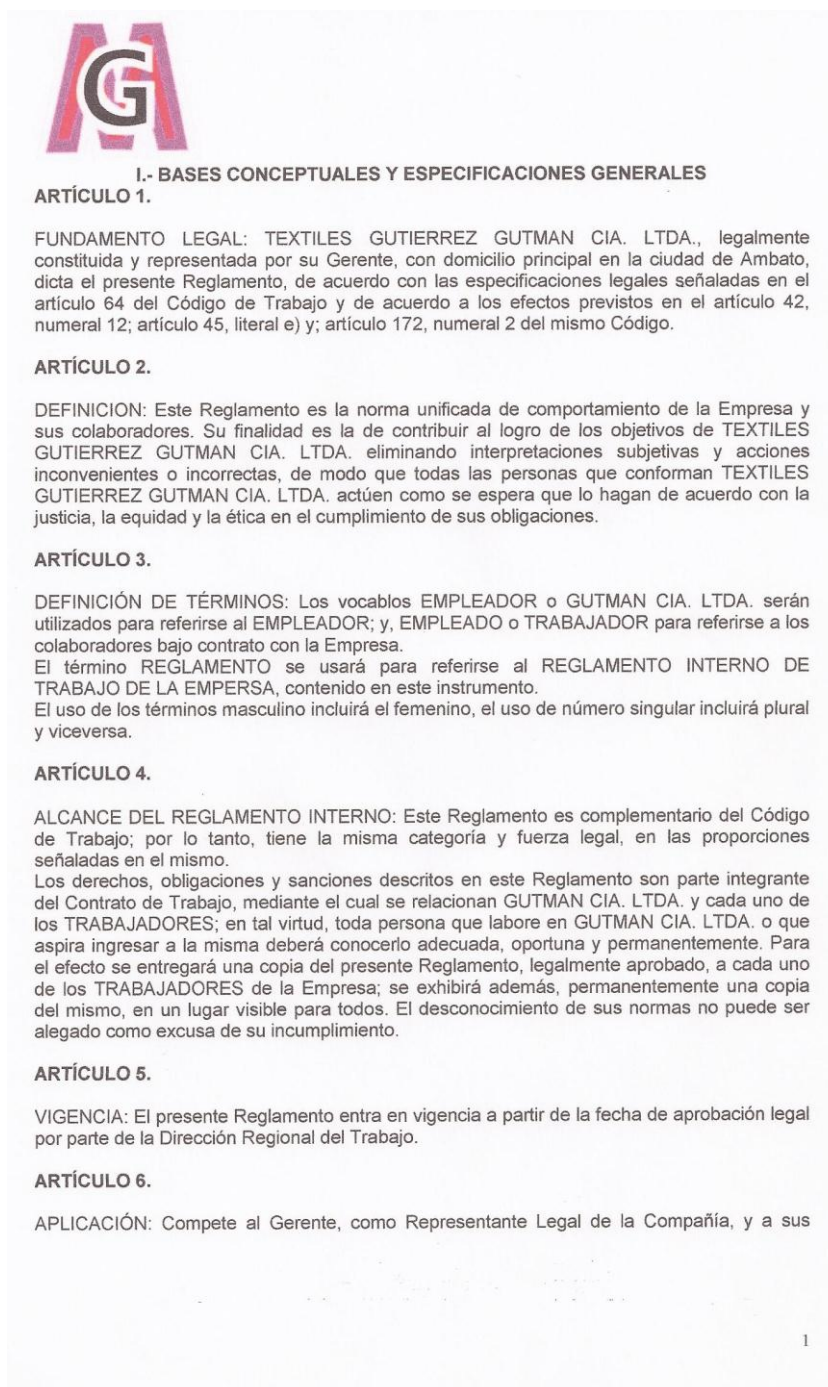 MG
I.- BASES CONCEPTUALES Y ESPECIFICACIONES GENERALES
ARTÍCULO 1.
FUNDAMENTO LEGAL: TEXTILES GUTIERREZ GUTMAN CIA. LTDA., legalmente
constituida y representada por su Gerente, con domicilio principal en la ciudad de Ambato,
dicta el presente Reglamento, de acuerdo con las especificaciones legales señaladas en el
artículo 64 del Código de Trabajo y de acuerdo a los efectos previstos en el artículo 42,
numeral 12; artículo 45, literal e) y; artículo 172, numeral 2 del mismo Código.
ARTÍCULO 2.
DEFINICION: Este Reglamento es la norma unificada de comportamiento de la Empresa y
sus colaboradores. Su finalidad es la de contribuir al logro de los objetivos de TEXTILES
GUTIERREZ GUTMAN CIA. LTDA. eliminando interpretaciones subjetivas y acciones
inconvenientes o incorrectas, de modo que todas las personas que conforman TEXTILES
GUTIERREZ GUTMAN CIA. LTDA. actúen como se espera que lo hagan de acuerdo con la
justicia, la equidad y la ética en el cumplimiento de sus obligaciones.
ARTÍCULO 3.
DEFINICIÓN DE TÉRMINOS: Los vocablos EMPLEADOR o GUTMAN CIA. LTDA. serán
utilizados para referirse al EMPLEADOR; y, EMPLEADO o TRABAJADOR para referirse a los
colaboradores bajo contrato con la Empresa.
El término REGLAMENTO se usará para referirse al REGLAMENTO INTERNO DE
TRABAJO DE LA EMPERSA, contenido en este instrumento.
El uso de los términos masculino incluirá el femenino, el uso de número singular incluirá plural
y viceversa.
ARTÍCULO 4.
ALCANCE DEL REGLAMENTO INTERNO: Este Reglamento es complementario del Código
de Trabajo; por lo tanto, tiene la misma categoría y fuerza legal, en las proporciones
señaladas en el mismo.
Los derechos, obligaciones y sanciones descritos en este Reglamento son parte integrante
del Contrato de Trabajo, mediante el cual se relacionan GUTMAN CIA. LTDA. y cada uno de
los TRABAJADORES; en tal virtud, toda persona que labore en GUTMAN CIA. LTDA. o que
aspira ingresar a la misma deberá conocerlo adecuada, oportuna y permanentemente. Para
el efecto se entregará una copia del presente Reglamento, legalmente aprobado, a cada uno
de los TRABAJADORES de la Empresa; se exhibirá además, permanentemente una copia
del mismo, en un lugar visible para todos. El desconocimiento de sus normas no puede ser
alegado como excusa de su incumplimiento.
ARTÍCULO 5.
VIGENCIA: El presente Reglamento entra en vigencia a partir de la fecha de aprobación legal
por parte de la Dirección Regional del Trabajo.
ARTÍCULO 6.
APLICACIÓN: Compete al Gerente, como Representante Legal de la Compañía, y a sus
1